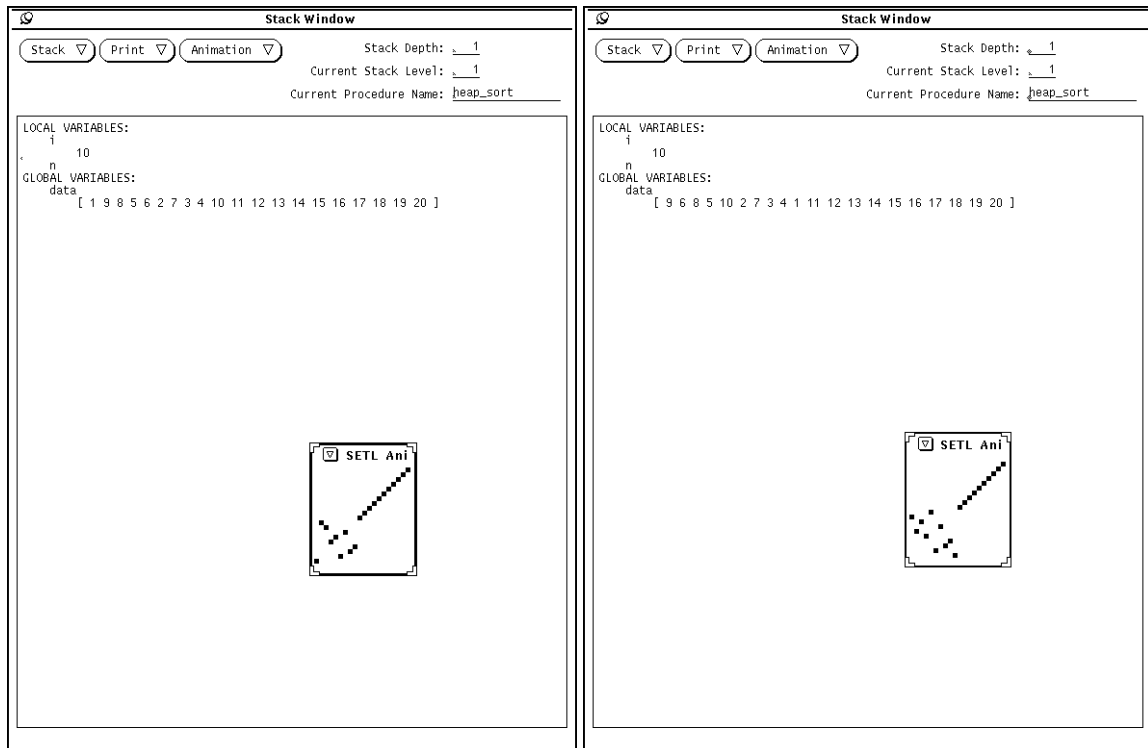 Stack Window
Stack Print Animation Stack Depth: 1
Current Stack Level: 1
Current Procedure Name: heap_sort
LOCAL VARIABLES:
i
10
n
GLOBAL VARIABLES:
data
[ 1 9 8 5 6 2 7 3 4 10 11 12 13 14 15 16 17 18 19 20 ]
SETL Ani
Stack Window
Stack Print Animation Stack Depth: 1
Current Stack Level: 1
Current Procedure Name: heap_sort
LOCAL VARIABLES:
i
10
n
GLOBAL VARIABLES:
data
[ 9 6 8 5 10 2 7 3 4 1 11 12 13 14 15 16 17 18 19 20 ]
SETL Ani